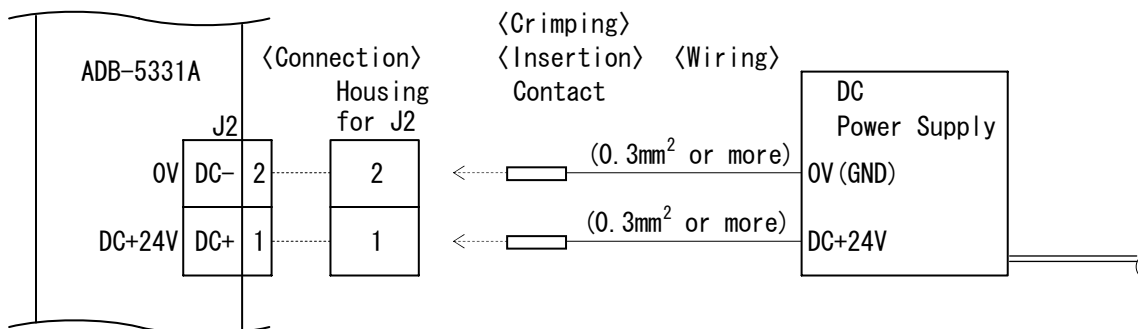 〈Crimping〉
ADB-5331A 〈Connection〉 〈Insertion〉 〈Wiring〉
Housing Contact DC
for J2 Power Supply
J2
(0.3mm² or more)
0V DC− 2 2 0V(GND)
(0.3mm² or more)
DC+24V DC+ 1 1 DC+24V